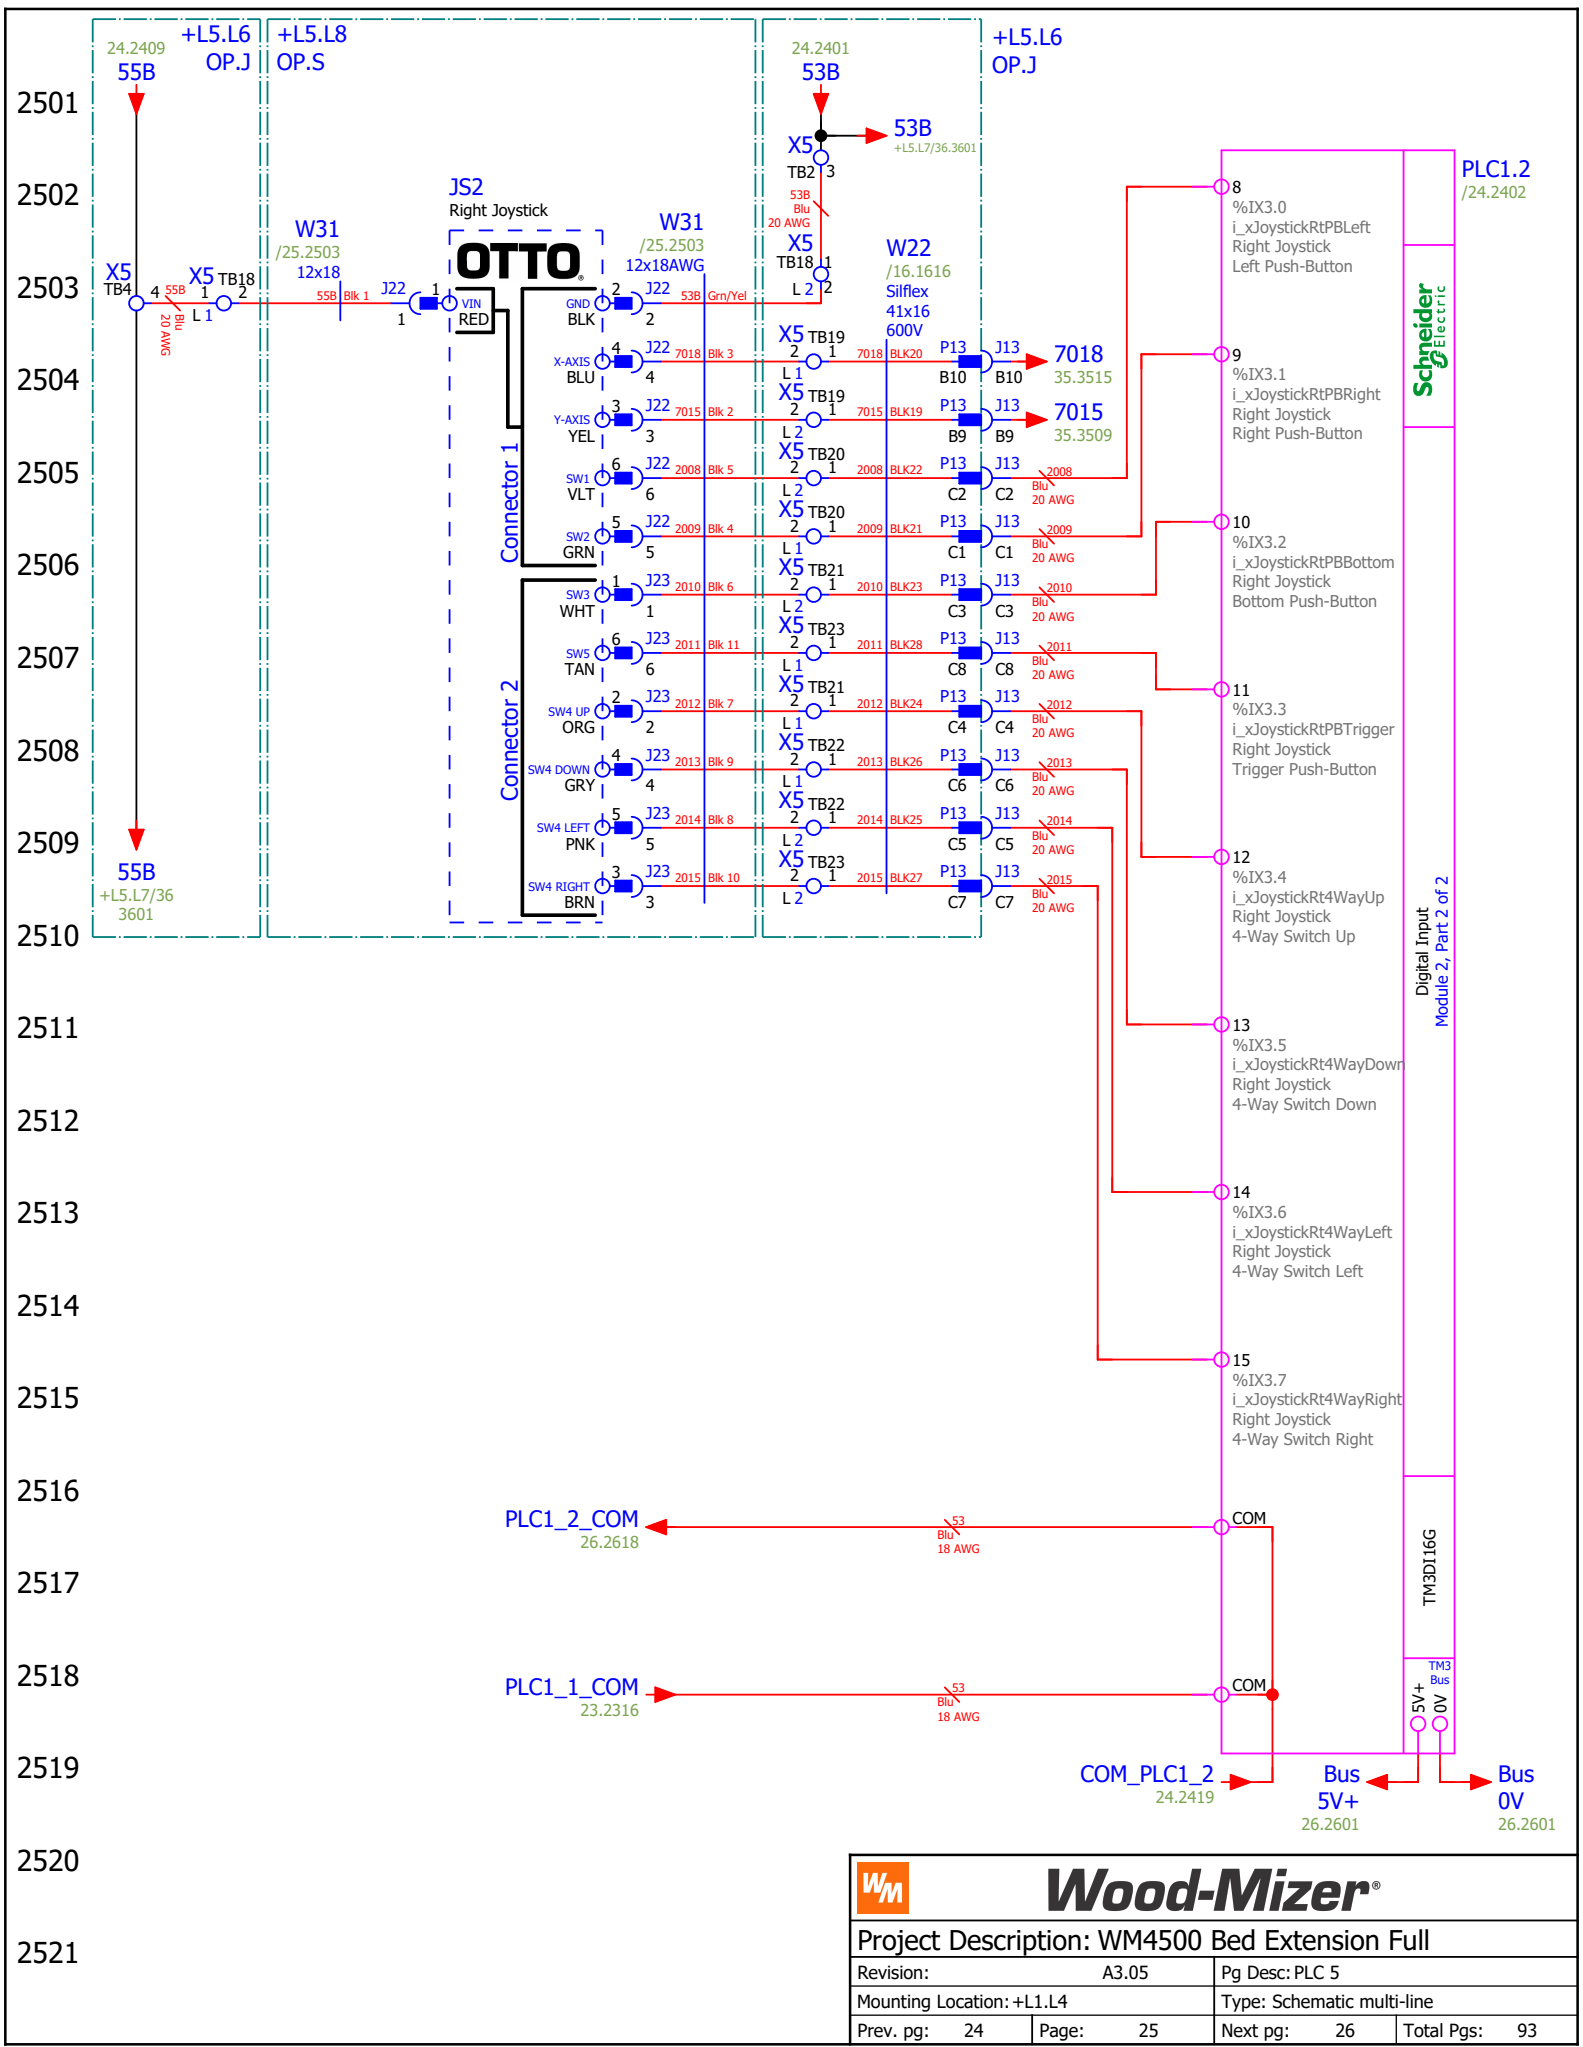 24.2409
55B
+L5.L6
OP.J
+L5.L8
OP.S
24.2401
53B
+L5.L6
OP.J
2501
2502
2503
2504
2505
2506
2507
2508
2509
2510
2511
2512
2513
2514
2515
2516
2517
2518
2519
2520
2521
X5
TB4
4
55B
Blu
20 AWG
X5 TB18
1 2
L 1
55B
+L5.L7/36
3601
W31
/25.2503
12x18
55B Blk 1
J22
1
1
JS2
Right Joystick
OTTO
VIN
RED
Connector 1
Connector 2
W31
/25.2503
12x18AWG
53B
+L5.L7/36.3601
X5
TB2 3
53B
Blu
20 AWG
X5
TB18 1
L 2 2
W22
/16.1616
Silflex
41x16
600V
GND 2 J22 53B Grn/Yel
BLK 2
X-AXIS 4 J22 7018 Blk 3 X5 TB19 2 1 7018 BLK20 P13 J13 7018
BLU 4 L 1 B10 B10 35.3515
Y-AXIS 3 J22 7015 Blk 2 X5 TB19 2 1 7015 BLK19 P13 J13 7015
YEL 3 L 2 B9 B9 35.3509
SW1 6 J22 2008 Blk 5 X5 TB20 2 1 2008 BLK22 P13 J13 2008
VLT 6 L 2 C2 C2 Blu 20 AWG
SW2 5 J22 2009 Blk 4 X5 TB20 2 1 2009 BLK21 P13 J13 2009
GRN 5 L 1 C1 C1 Blu 20 AWG
SW3 1 J23 2010 Blk 6 X5 TB21 2 1 2010 BLK23 P13 J13 2010
WHT 1 L 2 C3 C3 Blu 20 AWG
SW5 6 J23 2011 Blk 11 X5 TB23 2 1 2011 BLK28 P13 J13 2011
TAN 6 L 1 C8 C8 Blu 20 AWG
SW4 UP 2 J23 2012 Blk 7 X5 TB21 2 1 2012 BLK24 P13 J13 2012
ORG 2 L 1 C4 C4 Blu 20 AWG
SW4 DOWN 4 J23 2013 Blk 9 X5 TB22 2 1 2013 BLK26 P13 J13 2013
GRY 4 L 1 C6 C6 Blu 20 AWG
SW4 LEFT 5 J23 2014 Blk 8 X5 TB22 2 1 2014 BLK25 P13 J13 2014
PNK 5 L 2 C5 C5 Blu 20 AWG
SW4 RIGHT 3 J23 2015 Blk 10 X5 TB23 2 1 2015 BLK27 P13 J13 2015
BRN 3 L 2 C7 C7 Blu 20 AWG
PLC1.2
/24.2402
Schneider
Electric
Digital Input
Module 2, Part 2 of 2
TM3DI16G
8
%IX3.0
i_xJoystickRtPBLeft
Right Joystick
Left Push-Button
9
%IX3.1
i_xJoystickRtPBRight
Right Joystick
Right Push-Button
10
%IX3.2
i_xJoystickRtPBBottom
Right Joystick
Bottom Push-Button
11
%IX3.3
i_xJoystickRtPBTrigger
Right Joystick
Trigger Push-Button
12
%IX3.4
i_xJoystickRt4WayUp
Right Joystick
4-Way Switch Up
13
%IX3.5
i_xJoystickRt4WayDown
Right Joystick
4-Way Switch Down
14
%IX3.6
i_xJoystickRt4WayLeft
Right Joystick
4-Way Switch Left
15
%IX3.7
i_xJoystickRt4WayRight
Right Joystick
4-Way Switch Right
PLC1_2_COM
26.2618
53
Blu
18 AWG
COM
PLC1_1_COM
23.2316
53
Blu
18 AWG
COM
TM3
Bus
5V+
0V
COM_PLC1_2
24.2419
Bus
5V+
26.2601
Bus
0V
26.2601
WM
Wood-Mizer®
Project Description: WM4500 Bed Extension Full
Revision: A3.05
Pg Desc: PLC 5
Mounting Location: +L1.L4
Type: Schematic multi-line
Prev. pg: 24
Page: 25
Next pg: 26
Total Pgs: 93